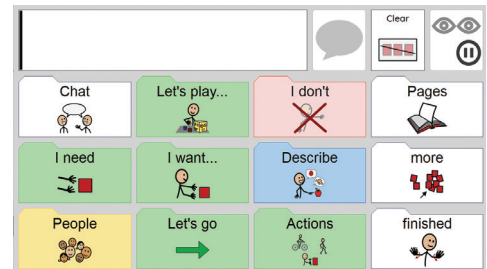 Clear
Chat
Let's play...
I don't
Pages
I need
I want...
Describe
more
People
Let's go
Actions
finished